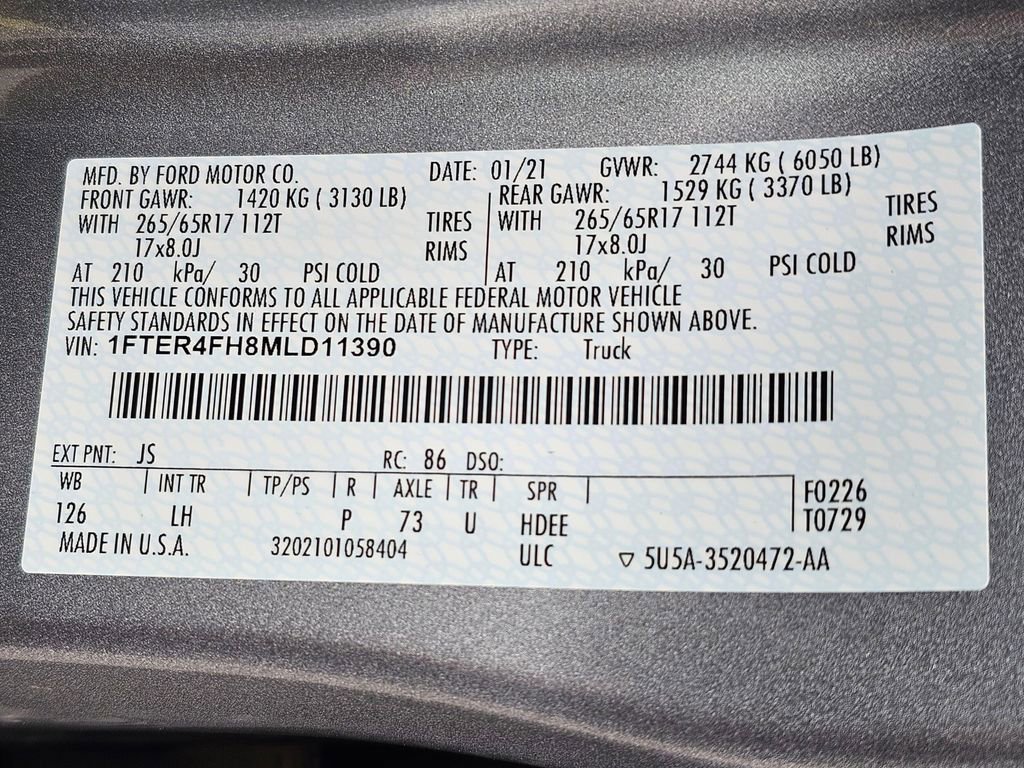 MFD. BY FORD MOTOR CO. DATE: 01/21 GVWR: 2744 KG ( 6050 LB)
FRONT GAWR: 1420 KG ( 3130 LB) REAR GAWR: 1529 KG ( 3370 LB)
WITH 265/65R17 112T TIRES WITH 265/65R17 112T TIRES
17x8.0J RIMS 17x8.0J RIMS
AT 210 kPa/ 30 PSI COLD AT 210 kPa/ 30 PSI COLD
THIS VEHICLE CONFORMS TO ALL APPLICABLE FEDERAL MOTOR VEHICLE
SAFETY STANDARDS IN EFFECT ON THE DATE OF MANUFACTURE SHOWN ABOVE.
VIN: 1FTER4FH8MLD11390 TYPE: Truck
EXT PNT: JS RC: 86 DSO:
WB INT TR TP/PS R AXLE TR SPR F0226
126 LH P 73 U HDEE T0729
MADE IN U.S.A. 3202101058404 ULC ▽ 5U5A-3520472-AA